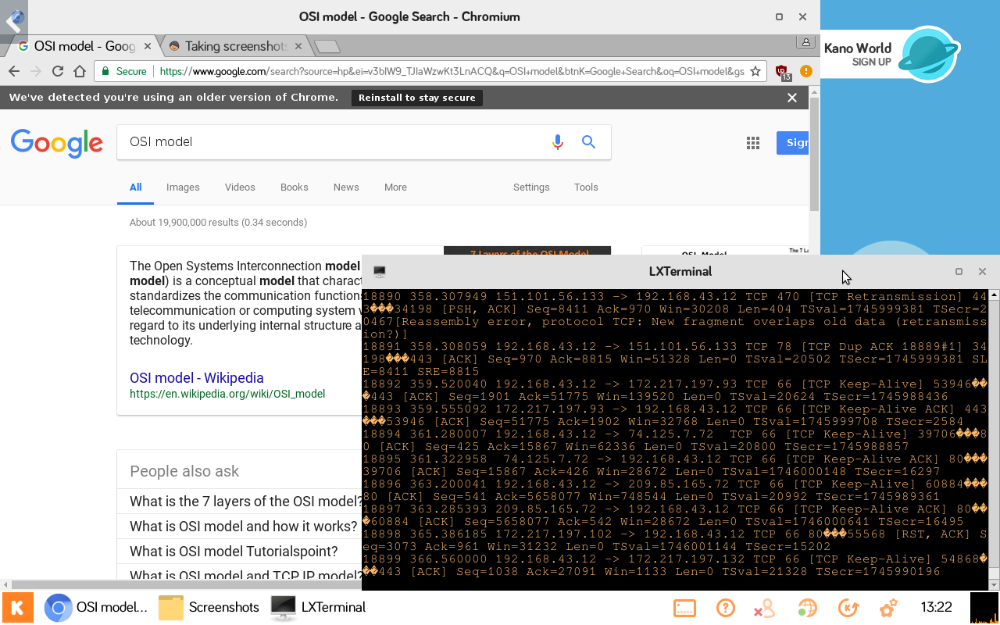 OSI model - Google Search - Chromium
OSI model - Goog
Taking screenshots
Secure
https://www.google.com/search?source=hp&ei=v3bIW9_TJIaWzwKt3LnACQ&q=OSI+model&btnK=Google+Search&oq=OSI+model&gs
13
Kano World
SIGN UP
We've detected you're using an older version of Chrome.
Reinstall to stay secure
Google
OSI model
Sign
All
Images
Videos
Books
News
More
Settings
Tools
About 19,900,000 results (0.34 seconds)
The Open Systems Interconnection model
model) is a conceptual model that charact
standardizes the communication function
telecommunication or computing system w
regard to its underlying internal structure a
technology.
7 Layers of the OSI Model
OSI Model
The 7 La
OSI model - Wikipedia
https://en.wikipedia.org/wiki/OSI_model
People also ask
What is the 7 layers of the OSI model?
What is OSI model and how it works?
What is OSI model Tutorialspoint?
What is OSI model and TCP IP model?
LXTerminal
18890 358.307949 151.101.56.133 -> 192.168.43.12 TCP 470 [TCP Retransmission] 44
3���34198 [PSH, ACK] Seq=8411 Ack=970 Win=30208 Len=404 TSval=1745999381 TSecr=2
0467[Reassembly error, protocol TCP: New fragment overlaps old data (retransmiss
ion?)]
18891 358.308059 192.168.43.12 -> 151.101.56.133 TCP 78 [TCP Dup ACK 18889#1] 34
198���443 [ACK] Seq=970 Ack=8815 Win=51328 Len=0 TSval=20502 TSecr=1745999381 SL
E=8411 SRE=8815
18892 359.520040 192.168.43.12 -> 172.217.197.93 TCP 66 [TCP Keep-Alive] 53946��
�443 [ACK] Seq=1901 Ack=51775 Win=139520 Len=0 TSval=20624 TSecr=1745988436
18893 359.555092 172.217.197.93 -> 192.168.43.12 TCP 66 [TCP Keep-Alive ACK] 443
���53946 [ACK] Seq=51775 Ack=1902 Win=32768 Len=0 TSval=1745999708 TSecr=2584
18894 361.280007 192.168.43.12 -> 74.125.7.72  TCP 66 [TCP Keep-Alive] 39706���8
0 [ACK] Seq=425 Ack=15867 Win=62336 Len=0 TSval=20800 TSecr=1745988857
18895 361.322958  74.125.7.72 -> 192.168.43.12 TCP 66 [TCP Keep-Alive ACK] 80���
39706 [ACK] Seq=15867 Ack=426 Win=28672 Len=0 TSval=1746000148 TSecr=16297
18896 363.200041 192.168.43.12 -> 209.85.165.72 TCP 66 [TCP Keep-Alive] 60884���
80 [ACK] Seq=541 Ack=5658077 Win=748544 Len=0 TSval=20992 TSecr=1745989361
18897 363.285393 209.85.165.72 -> 192.168.43.12 TCP 66 [TCP Keep-Alive ACK] 80��
�60884 [ACK] Seq=5658077 Ack=542 Win=28672 Len=0 TSval=1746000641 TSecr=16495
18898 365.386185 172.217.197.102 -> 192.168.43.12 TCP 66 80���55568 [RST, ACK] S
eq=3073 Ack=961 Win=31232 Len=0 TSval=1746001144 TSecr=15202
18899 366.560000 192.168.43.12 -> 172.217.197.132 TCP 66 [TCP Keep-Alive] 54868�
��443 [ACK] Seq=1038 Ack=27091 Win=1133 Len=0 TSval=21328 TSecr=1745990196
K
OSI model...
Screenshots
LXTerminal
13:22